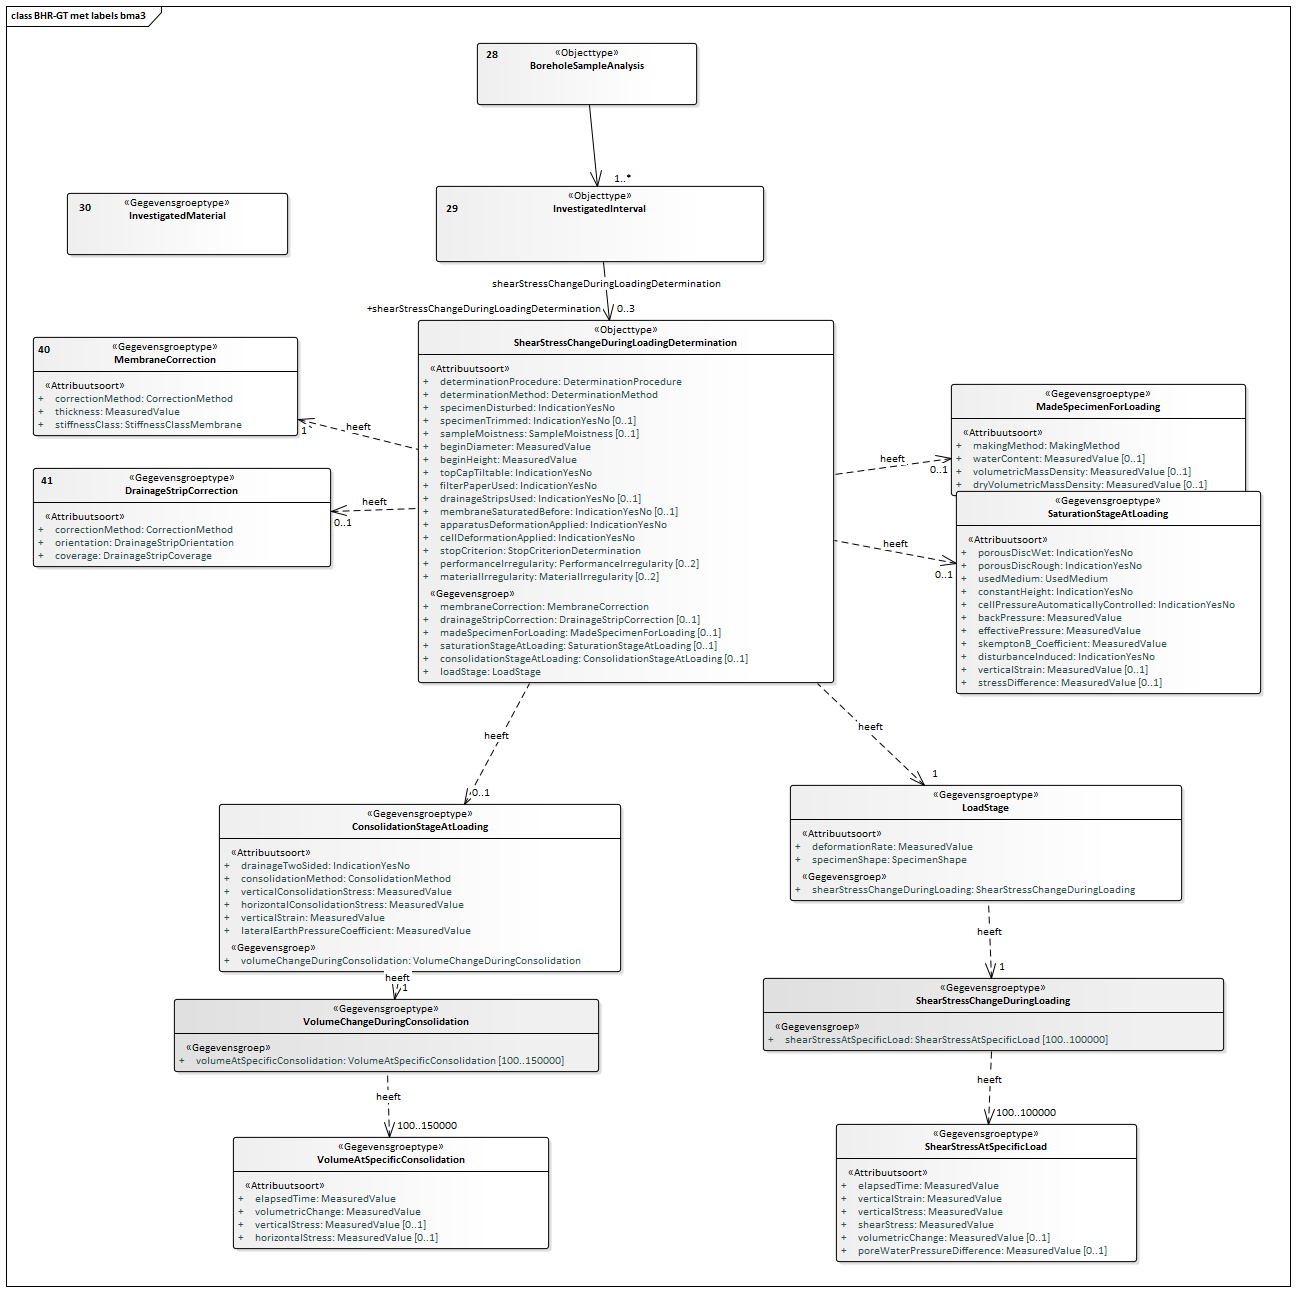 class BHR-GT met labels bma3
28
«Objecttype»
BoreholeSampleAnalysis
1..*
30
«Gegevensgroeptype»
InvestigatedMaterial
29
«Objecttype»
InvestigatedInterval
shearStressChangeDuringLoadingDetermination
+shearStressChangeDuringLoadingDetermination
0..3
«Objecttype»
ShearStressChangeDuringLoadingDetermination
«Attribuutsoort»
+ determinationProcedure: DeterminationProcedure
+ determinationMethod: DeterminationMethod
+ specimenDisturbed: IndicationYesNo
+ specimenTrimmed: IndicationYesNo [0..1]
+ sampleMoistness: SampleMoistness [0..1]
+ beginDiameter: MeasuredValue
+ beginHeight: MeasuredValue
+ topCapTiltable: IndicationYesNo
+ filterPaperUsed: IndicationYesNo
+ drainageStripsUsed: IndicationYesNo [0..1]
+ membraneSaturatedBefore: IndicationYesNo [0..1]
+ apparatusDeformationApplied: IndicationYesNo
+ cellDeformationApplied: IndicationYesNo
+ stopCriterion: StopCriterionDetermination
+ performanceIrregularity: PerformanceIrregularity [0..2]
+ materialIrregularity: MaterialIrregularity [0..2]
«Gegevensgroep»
+ membraneCorrection: MembraneCorrection
+ drainageStripCorrection: DrainageStripCorrection [0..1]
+ madeSpecimenForLoading: MadeSpecimenForLoading [0..1]
+ saturationStageAtLoading: SaturationStageAtLoading [0..1]
+ consolidationStageAtLoading: ConsolidationStageAtLoading [0..1]
+ loadStage: LoadStage
40
«Gegevensgroeptype»
MembraneCorrection
«Attribuutsoort»
+ correctionMethod: CorrectionMethod
+ thickness: MeasuredValue
+ stiffnessClass: StiffnessClassMembrane
heeft
1
41
«Gegevensgroeptype»
DrainageStripCorrection
«Attribuutsoort»
+ correctionMethod: CorrectionMethod
+ orientation: DrainageStripOrientation
+ coverage: DrainageStripCoverage
heeft
0..1
«Gegevensgroeptype»
MadeSpecimenForLoading
«Attribuutsoort»
+ makingMethod: MakingMethod
+ waterContent: MeasuredValue [0..1]
+ volumetricMassDensity: MeasuredValue [0..1]
+ dryVolumetricMassDensity: MeasuredValue [0..1]
heeft
0..1
«Gegevensgroeptype»
SaturationStageAtLoading
«Attribuutsoort»
+ porousDiscWet: IndicationYesNo
+ porousDiscRough: IndicationYesNo
+ usedMedium: UsedMedium
+ constantHeight: IndicationYesNo
+ cellPressureAutomaticallyControlled: IndicationYesNo
+ backPressure: MeasuredValue
+ effectivePressure: MeasuredValue
+ skemptonB_Coefficient: MeasuredValue
+ disturbanceInduced: IndicationYesNo
+ verticalStrain: MeasuredValue [0..1]
+ stressDifference: MeasuredValue [0..1]
heeft
0..1
heeft
0..1
«Gegevensgroeptype»
ConsolidationStageAtLoading
«Attribuutsoort»
+ drainageTwoSided: IndicationYesNo
+ consolidationMethod: ConsolidationMethod
+ verticalConsolidationStress: MeasuredValue
+ horizontalConsolidationStress: MeasuredValue
+ verticalStrain: MeasuredValue
+ lateralEarthPressureCoefficient: MeasuredValue
«Gegevensgroep»
+ volumeChangeDuringConsolidation: VolumeChangeDuringConsolidation
heeft
1
«Gegevensgroeptype»
VolumeChangeDuringConsolidation
«Gegevensgroep»
+ volumeAtSpecificConsolidation: VolumeAtSpecificConsolidation [100..150000]
heeft
100..150000
«Gegevensgroeptype»
VolumeAtSpecificConsolidation
«Attribuutsoort»
+ elapsedTime: MeasuredValue
+ volumetricChange: MeasuredValue
+ verticalStress: MeasuredValue [0..1]
+ horizontalStress: MeasuredValue [0..1]
heeft
1
«Gegevensgroeptype»
LoadStage
«Attribuutsoort»
+ deformationRate: MeasuredValue
+ specimenShape: SpecimenShape
«Gegevensgroep»
+ shearStressChangeDuringLoading: ShearStressChangeDuringLoading
heeft
1
«Gegevensgroeptype»
ShearStressChangeDuringLoading
«Gegevensgroep»
+ shearStressAtSpecificLoad: ShearStressAtSpecificLoad [100..100000]
heeft
100..100000
«Gegevensgroeptype»
ShearStressAtSpecificLoad
«Attribuutsoort»
+ elapsedTime: MeasuredValue
+ verticalStrain: MeasuredValue
+ verticalStress: MeasuredValue
+ shearStress: MeasuredValue
+ volumetricChange: MeasuredValue [0..1]
+ poreWaterPressureDifference: MeasuredValue [0..1]